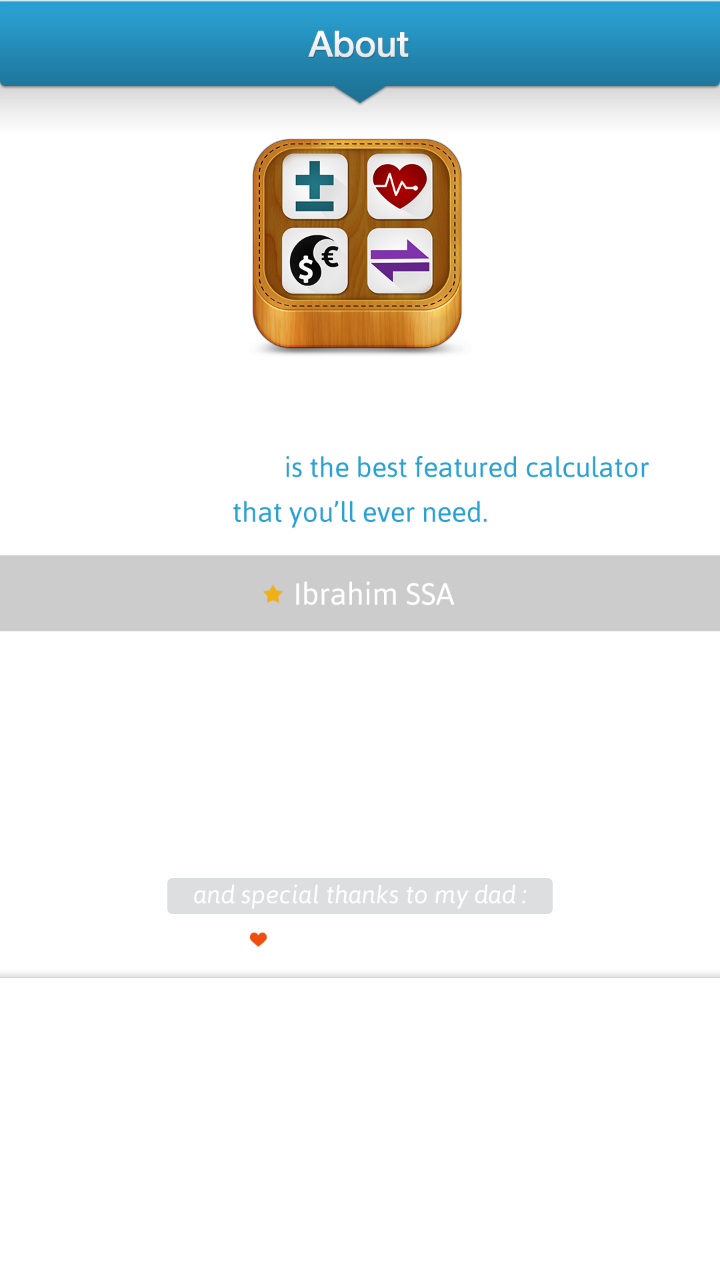 About
is the best featured calculator
that you’ll ever need.
Ibrahim SSA
and special thanks to my dad :